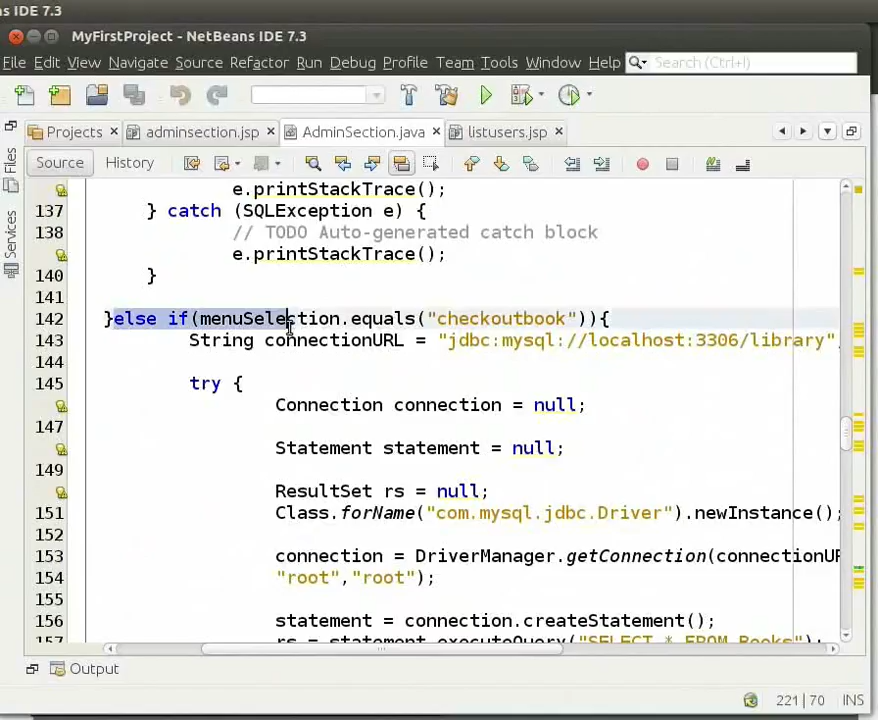 s IDE 7.3
MyFirstProject - NetBeans IDE 7.3
File Edit View Navigate Source Refactor Run Debug Profile Team Tools Window Help Search (Ctrl+I)
Projects adminsection.jsp AdminSection.java listusers.jsp
Source History
Files
Services
e.printStackTrace();
137 } catch (SQLException e) {
138 // TODO Auto-generated catch block
e.printStackTrace();
140 }
141
142 }else if(menuSelection.equals("checkoutbook")){
143 String connectionURL = "jdbc:mysql://localhost:3306/library",
144
145 try {
Connection connection = null;
147
Statement statement = null;
149
ResultSet rs = null;
151 Class.forName("com.mysql.jdbc.Driver").newInstance();
152
153 connection = DriverManager.getConnection(connectionUR
154 "root","root");
155
156 statement = connection.createStatement();
157 rs = statement.executeQuery("SELECT * FROM Books");
Output
221 | 70 INS